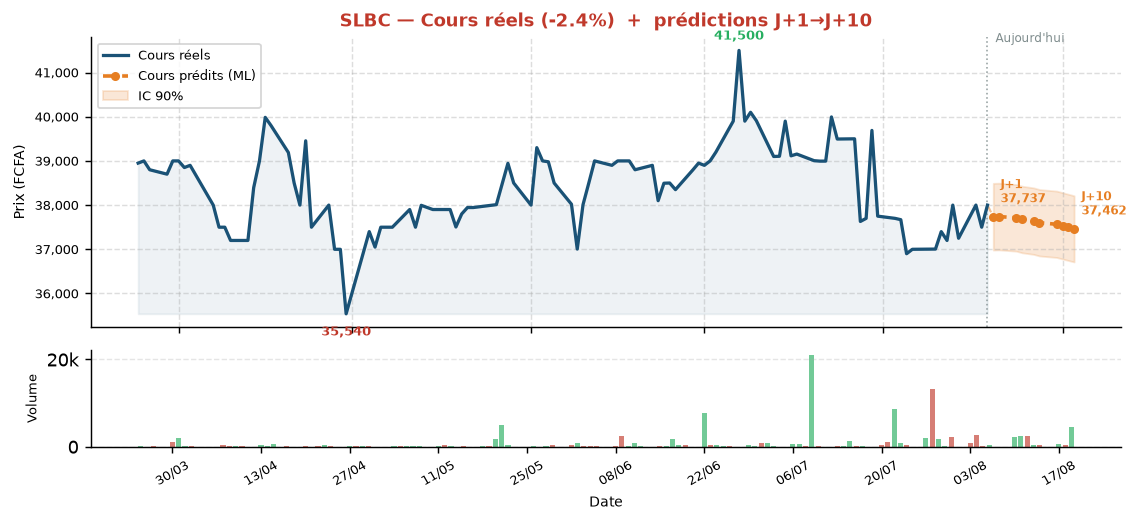 SLBC — Cours réels (-2.4%) + prédictions J+1→J+10
41,500
Aujourd'hui
Cours réels
Cours prédits (ML)
IC 90%
Prix (FCFA)
41,000
40,000
39,000
38,000
37,000
36,000
J+1
37,737
J+10
37,462
35,540
Volume
20k
0
30/03
13/04
27/04
11/05
25/05
08/06
22/06
06/07
20/07
03/08
17/08
Date